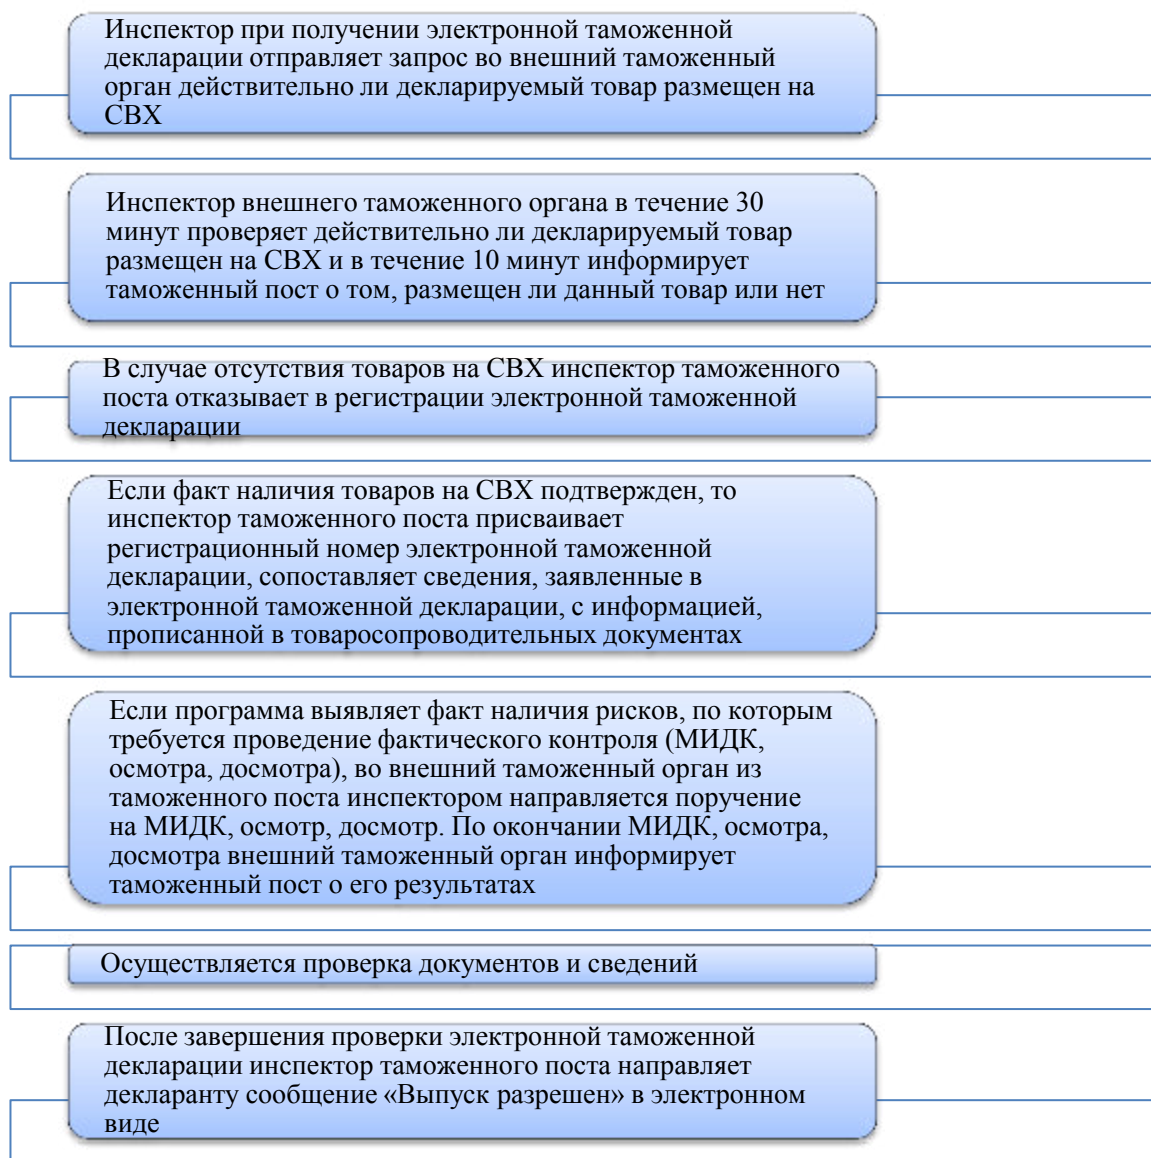 Инспектор при получении электронной таможенной
декларации отправляет запрос во внешний таможенный
орган действительно ли декларируемый товар размещен на
СВХ
Инспектор внешнего таможенного органа в течение 30
минут проверяет действительно ли декларируемый товар
размещен на СВХ и в течение 10 минут информирует
таможенный пост о том, размещен ли данный товар или нет
В случае отсутствия товаров на СВХ инспектор таможенного
поста отказывает в регистрации электронной таможенной
декларации
Если факт наличия товаров на СВХ подтвержден, то
инспектор таможенного поста присваивает
регистрационный номер электронной таможенной
декларации, сопоставляет сведения, заявленные в
электронной таможенной декларации, с информацией,
прописанной в товаросопроводительных документах
Если программа выявляет факт наличия рисков, по которым
требуется проведение фактического контроля (МИДК,
осмотра, досмотра), во внешний таможенный орган из
таможенного поста инспектором направляется поручение
на МИДК, осмотр, досмотр. По окончании МИДК, осмотра,
досмотра внешний таможенный орган информирует
таможенный пост о его результатах
Осуществляется проверка документов и сведений
После завершения проверки электронной таможенной
декларации инспектор таможенного поста направляет
декларанту сообщение «Выпуск разрешен» в электронном
виде